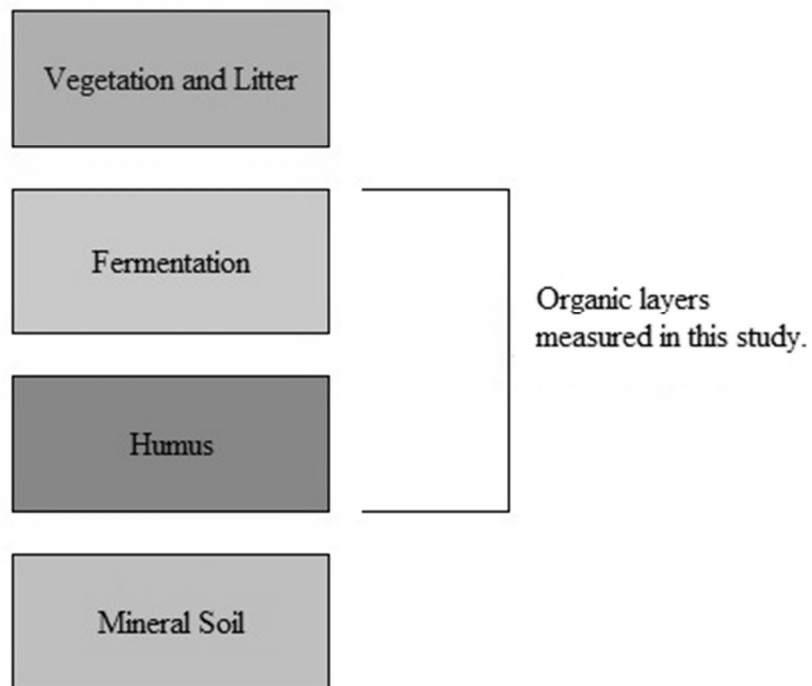 Vegetation and Litter
Fermentation
Organic layers
measured in this study.
Humus
Mineral Soil